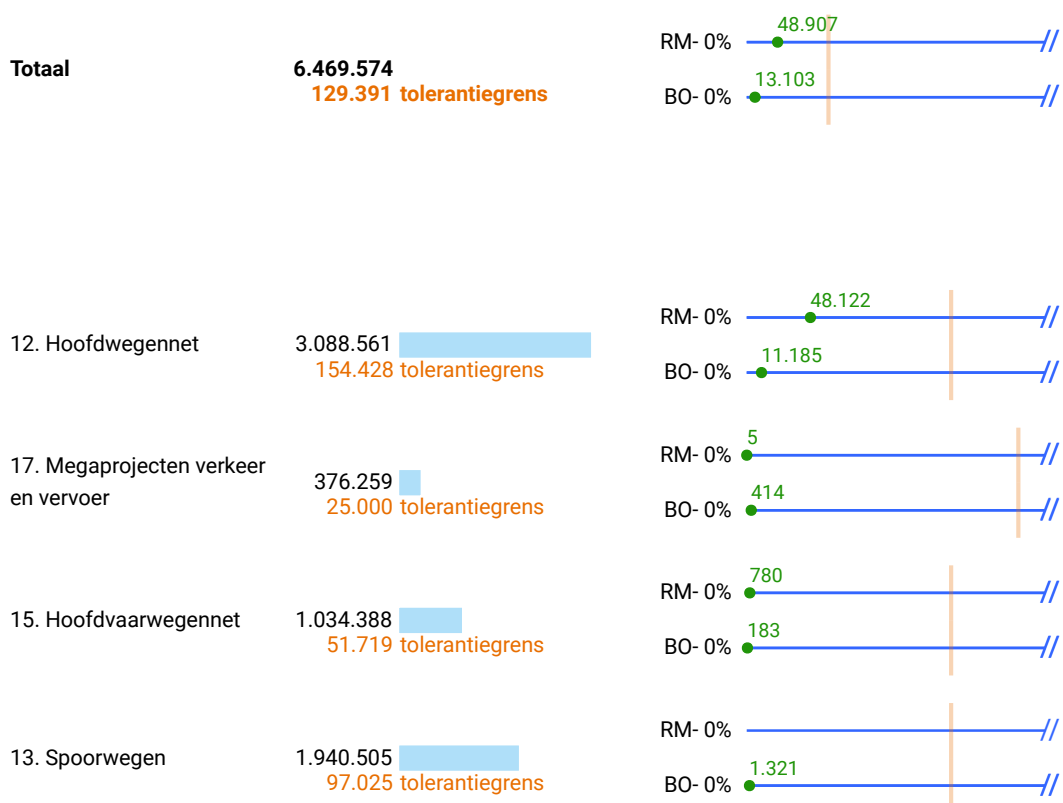 48.907
RM- 0%
Totaal 6.469.574
129.391 tolerantiegrens
13.103
BO- 0%
48.122
RM- 0%
12. Hoofdwegennet 3.088.561
154.428 tolerantiegrens
11.185
BO- 0%
5
RM- 0%
17. Megaprojecten verkeer
en vervoer
376.259
25.000 tolerantiegrens
414
BO- 0%
780
RM- 0%
15. Hoofdvaarwegennet 1.034.388
51.719 tolerantiegrens
183
BO- 0%
RM- 0%
13. Spoorwegen 1.940.505
97.025 tolerantiegrens
1.321
BO- 0%